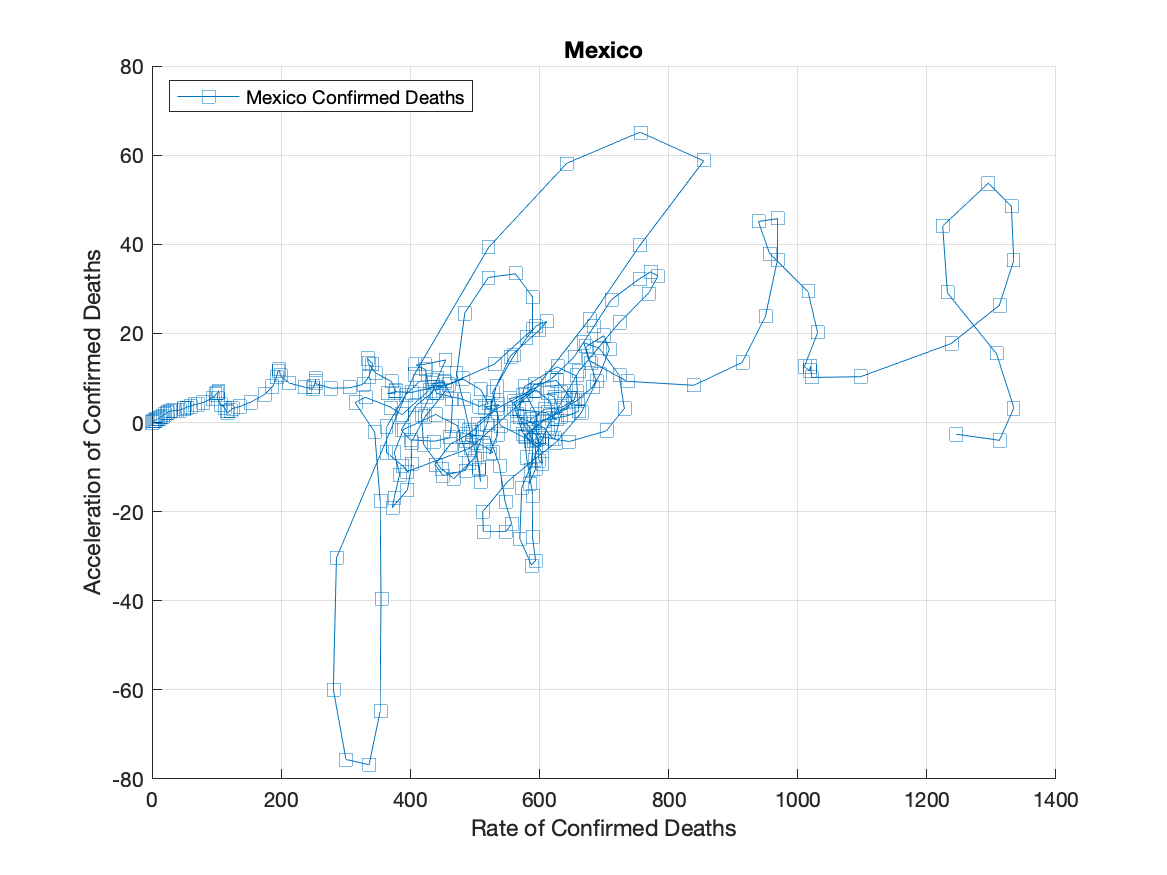 Mexico
Mexico Confirmed Deaths
80
60
40
20
0
-20
-40
-60
-80
Acceleration of Confirmed Deaths
0 200 400 600 800 1000 1200 1400
Rate of Confirmed Deaths